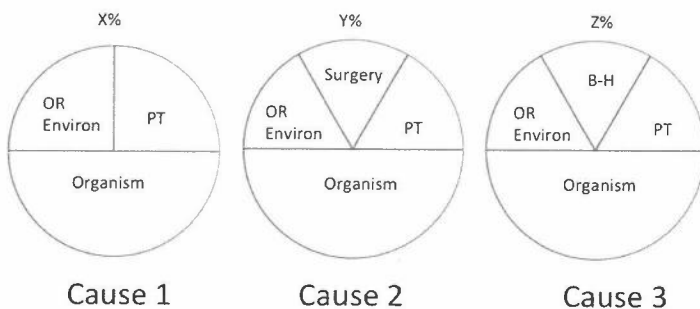 X%
OR
Environ
PT
Organism
Cause 1
Y%
Surgery
OR
Environ
PT
Organism
Cause 2
Z%
B-H
OR
Environ
PT
Organism
Cause 3